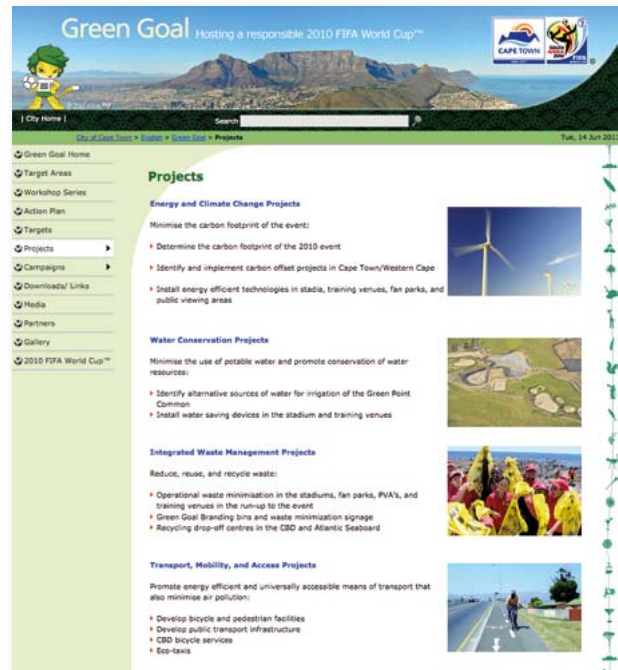 Green Goal Hosting a responsible 2010 FIFA World Cup™
CAPE TOWN
SOUTH AFRICA
2010
FIFA
| City Home |
Search
City of Cape Town > English > Green Goal > Projects
Tue, 14 Jun 2011
Green Goal Home
Target Areas
Workshop Series
Action Plan
Targets
Projects
Campaigns
Downloads/ Links
Media
Partners
Gallery
2010 FIFA World Cup™
Projects
Energy and Climate Change Projects
Minimise the carbon footprint of the event:
Determine the carbon footprint of the 2010 event
Identify and implement carbon offset projects in Cape Town/Western Cape
Install energy efficient technologies in stadia, training venues, fan parks, and
public viewing areas
Water Conservation Projects
Minimise the use of potable water and promote conservation of water
resources:
Identify alternative sources of water for irrigation of the Green Point
Common
Install water saving devices in the stadium and training venues
Integrated Waste Management Projects
Reduce, reuse, and recycle waste:
Operational waste minimisation in the stadiums, fan parks, PVA's, and
training venues in the run-up to the event
Green Goal Branding bins and waste minimization signage
Recycling drop-off centres in the CBD and Atlantic Seaboard
Transport, Mobility, and Access Projects
Promote energy efficient and universally accessible means of transport that
also minimise air pollution:
Develop bicycle and pedestrian facilities
Develop public transport infrastructure
CBD bicycle services
Eco-taxis